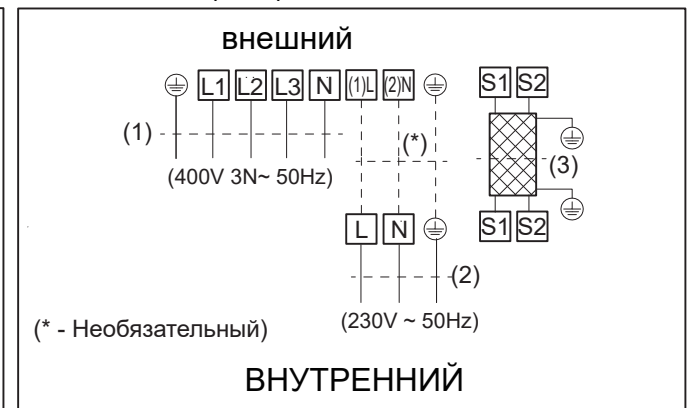 внешний
L1 L2 L3 N (1)L (2)N S1 S2
(1) (*) (3)
(400V 3N~ 50Hz)
L N S1 S2
(2)
(* - Необязательный) (230V ~ 50Hz)
ВНУТРЕННИЙ